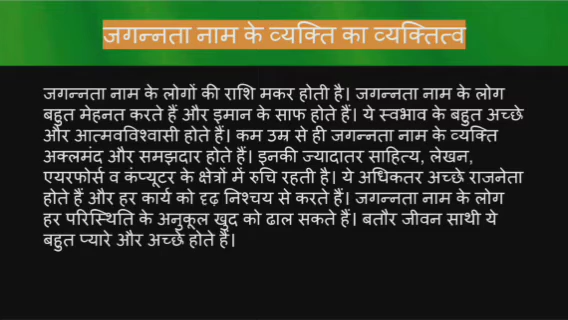 जगन्नता नाम के व्यक्ति का व्यक्तित्व
जगन्नता नाम के लोगों की राशि मकर होती है। जगन्नता नाम के लोग
बहुत मेहनत करते हैं और इमान के साफ होते हैं। ये स्वभाव के बहुत अच्छे
और आत्मवविश्वासी होते हैं। कम उम्र से ही जगन्नता नाम के व्यक्ति
अक्लमंद और समझदार होते हैं। इनकी ज्यादातर साहित्य, लेखन,
एयरफोर्स व कंप्यूटर के क्षेत्रों में रुचि रहती है। ये अधिकतर अच्छे राजनेता
होते हैं और हर कार्य को दृढ़ निश्चय से करते हैं। जगन्नता नाम के लोग
हर परिस्थिति के अनुकूल खुद को ढाल सकते हैं। बतौर जीवन साथी ये
बहुत प्यारे और अच्छे होते हैं।